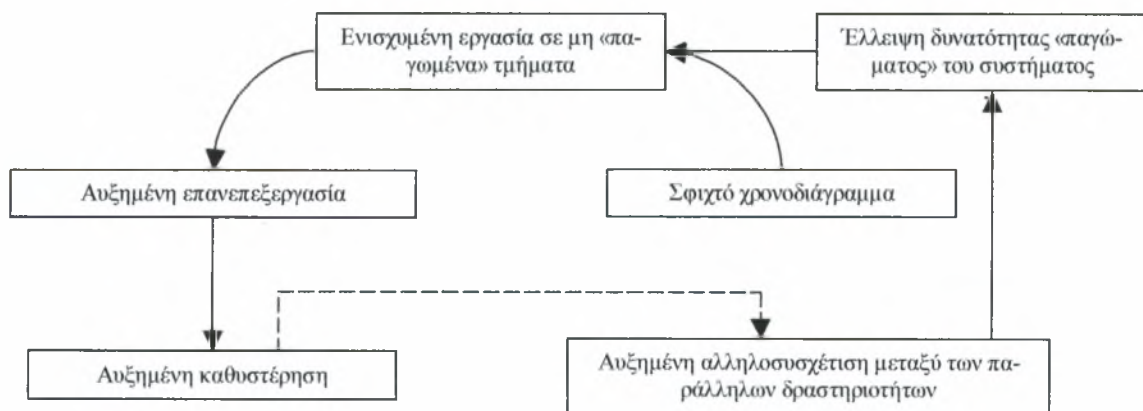 Ενισχυμένη εργασία σε μη «πα-
γωμένα» τμήματα
Έλλειψη δυνατότητας «παγώ-
ματος» του συστήματος
Αυξημένη επανεπεξεργασία
Σφιχτό χρονοδιάγραμμα
Αυξημένη καθυστέρηση
Αυξημένη αλληλοσυσχέτιση μεταξύ των πα-
ράλληλων δραστηριοτήτων